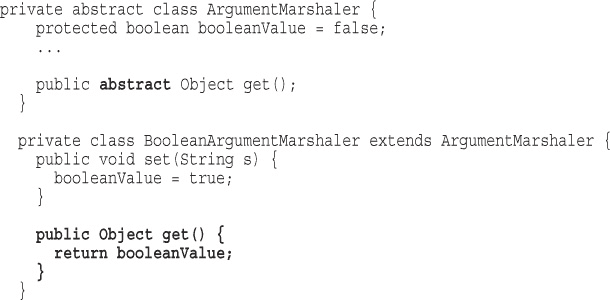 private abstract class ArgumentMarshaler {
    protected boolean booleanValue = false;
    ...

    public abstract Object get();
  }

  private class BooleanArgumentMarshaler extends ArgumentMarshaler {
    public void set(String s) {
      booleanValue = true;
    }

    public Object get() {
      return booleanValue;
    }
  }